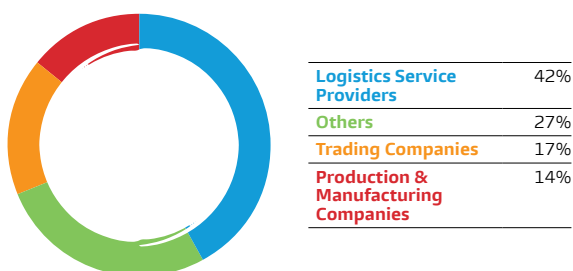 Logistics Service 42%
Providers
Others 27%
Trading Companies 17%
Production & 14%
Manufacturing
Companies